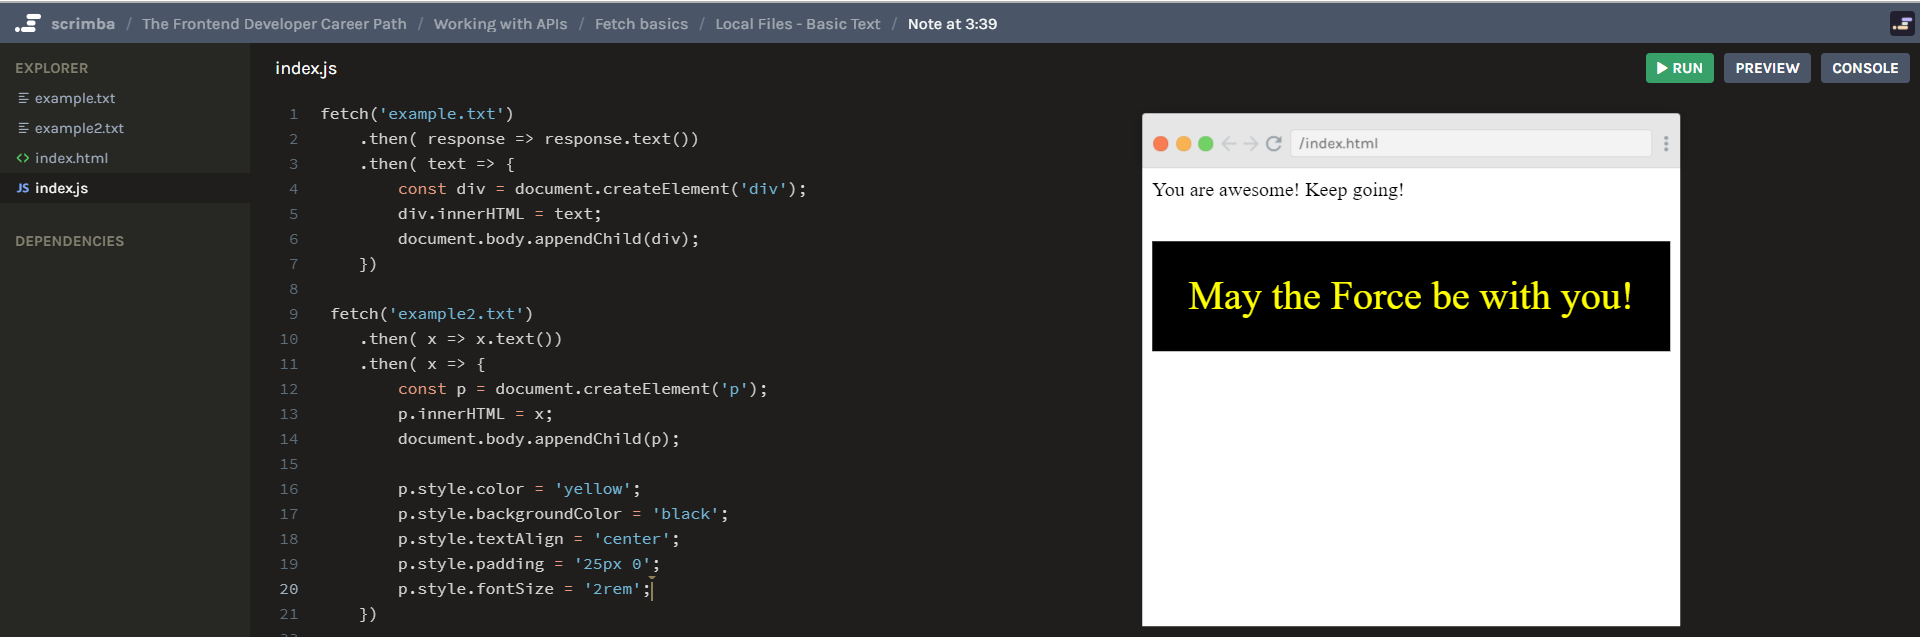 scrimba / The Frontend Developer Career Path / Working with APIs / Fetch basics / Local Files - Basic Text / Note at 3:39
EXPLORER
example.txt
example2.txt
index.html
JS index.js
DEPENDENCIES
index.js
RUN PREVIEW CONSOLE
1 fetch('example.txt')
2 .then( response => response.text())
3 .then( text => {
4 const div = document.createElement('div');
5 div.innerHTML = text;
6 document.body.appendChild(div);
7 })
8
9 fetch('example2.txt')
10 .then( x => x.text())
11 .then( x => {
12 const p = document.createElement('p');
13 p.innerHTML = x;
14 document.body.appendChild(p);
15
16 p.style.color = 'yellow';
17 p.style.backgroundColor = 'black';
18 p.style.textAlign = 'center';
19 p.style.padding = '25px 0';
20 p.style.fontSize = '2rem';
21 })
/index.html
You are awesome! Keep going!
May the Force be with you!